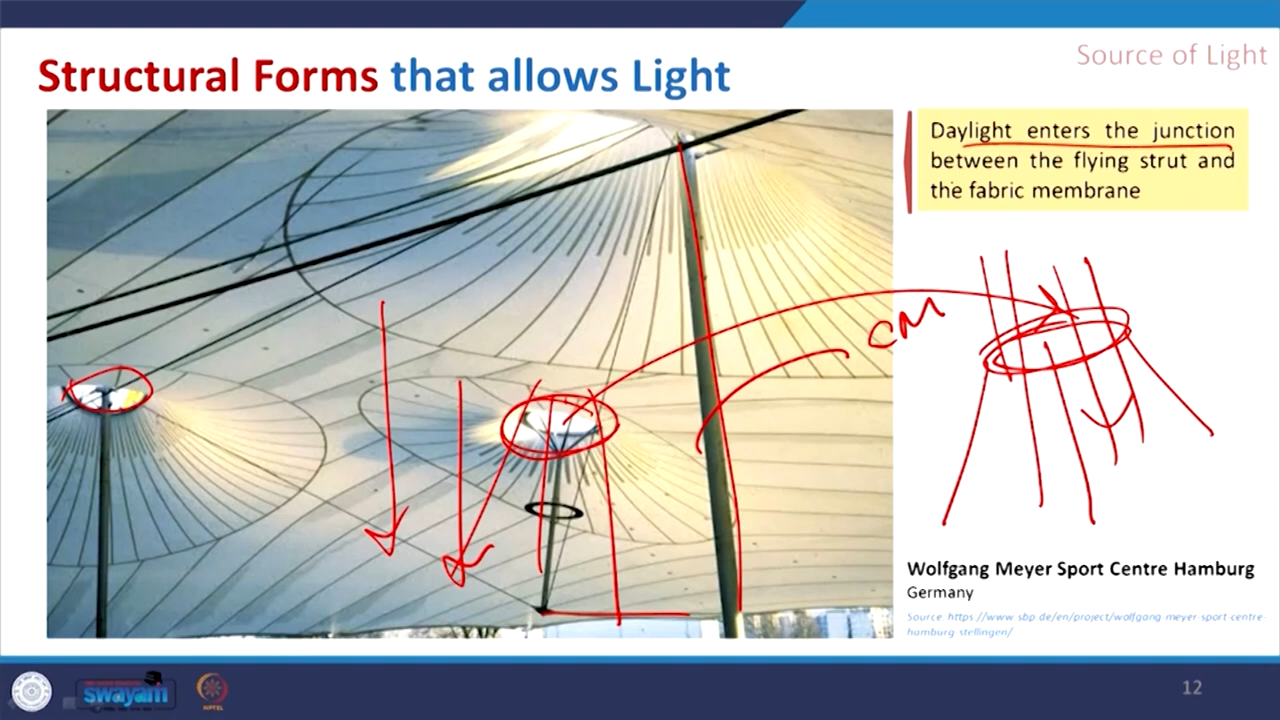 Source of Light
Structural Forms that allows Light
Daylight enters the junction
between the flying strut and
the fabric membrane
CM
Wolfgang Meyer Sport Centre Hamburg
Germany
Source https://www sbp de/en/project/wolfgang meyer-sport-centre-
hamburg stellingen/
swayam
NPTEL
12